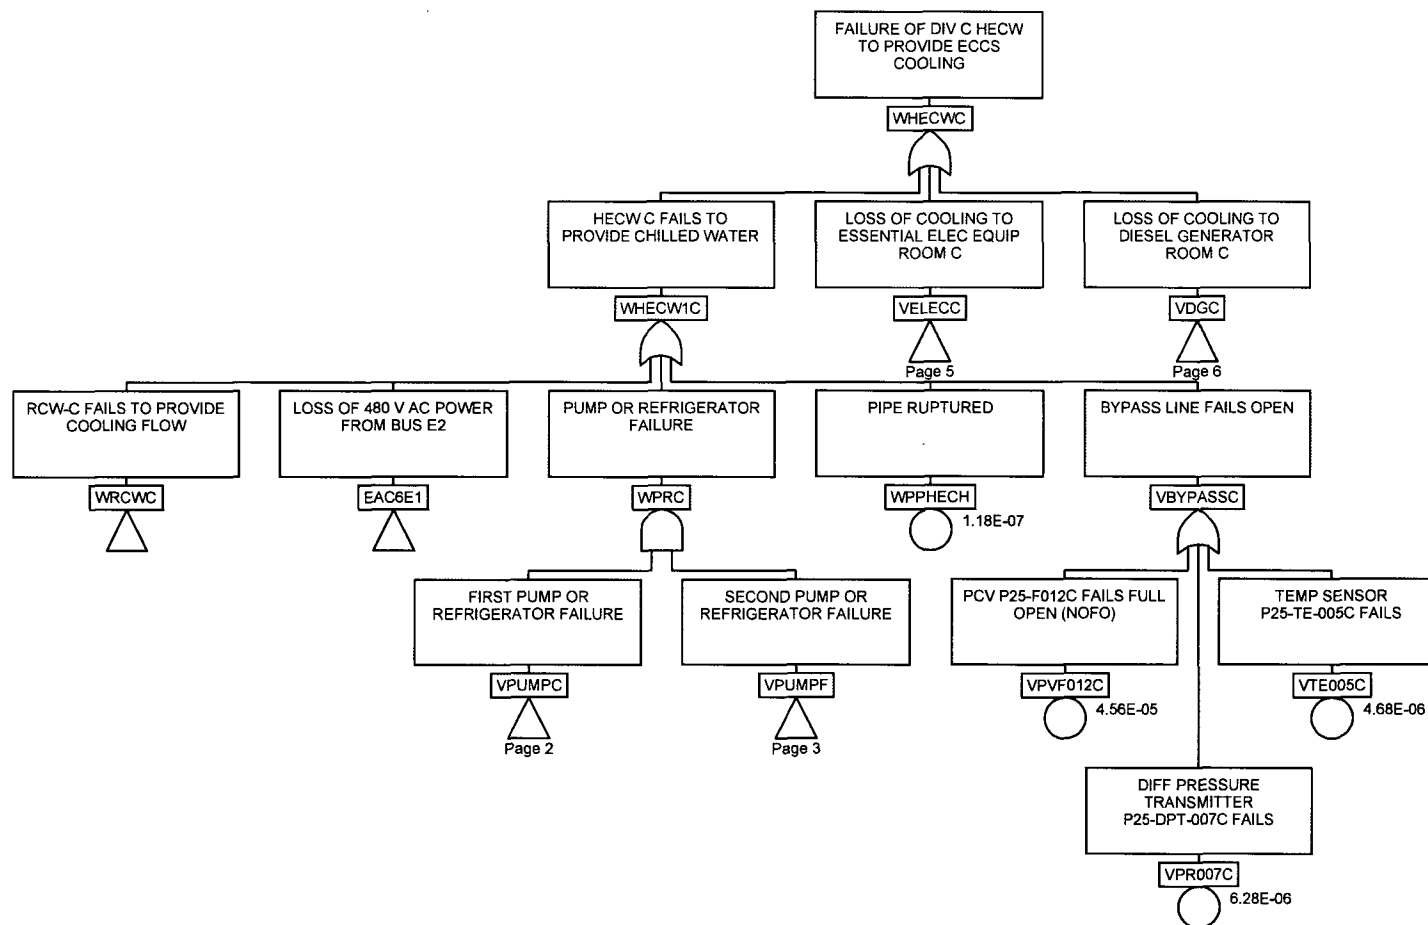 FAILURE OF DIV C HECW
TO PROVIDE ECCS
COOLING
WHECWC
HECW C FAILS TO
PROVIDE CHILLED WATER
WHECW1C
LOSS OF COOLING TO
ESSENTIAL ELEC EQUIP
ROOM C
VELECC
Page 5
LOSS OF COOLING TO
DIESEL GENERATOR
ROOM C
VDGC
Page 6
RCW-C FAILS TO PROVIDE
COOLING FLOW
WRCWC
LOSS OF 480 V AC POWER
FROM BUS E2
EAC6E1
PUMP OR REFRIGERATOR
FAILURE
WPRC
PIPE RUPTURED
WPPHECH
1.18E-07
BYPASS LINE FAILS OPEN
VBYPASSC
FIRST PUMP OR
REFRIGERATOR FAILURE
VPUMPC
Page 2
SECOND PUMP OR
REFRIGERATOR FAILURE
VPUMPF
Page 3
PCV P25-F012C FAILS FULL
OPEN (NOFO)
VPVF012C
4.56E-05
TEMP SENSOR
P25-TE-005C FAILS
VTE005C
4.68E-06
DIFF PRESSURE
TRANSMITTER
P25-DPT-007C FAILS
VPR007C
6.28E-06